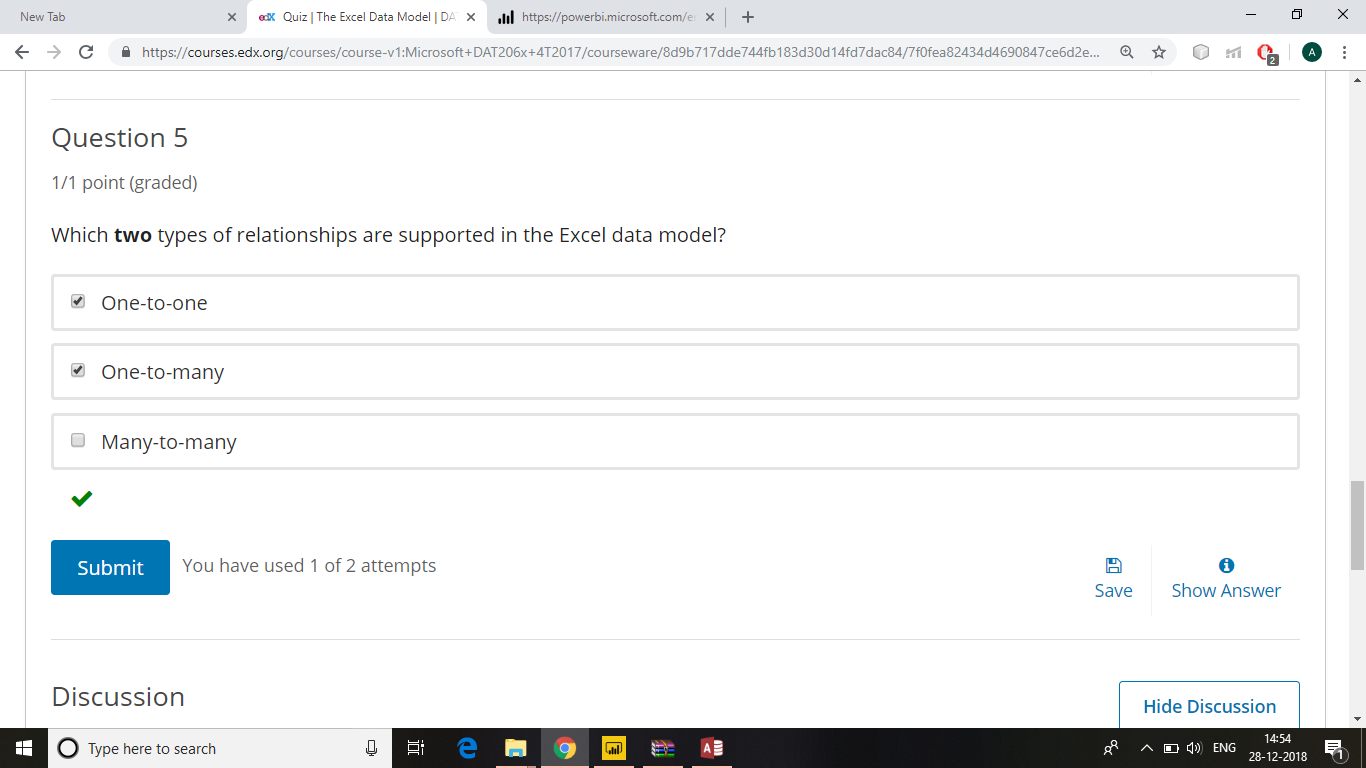 New Tab
edX Quiz | The Excel Data Model | DA
https://powerbi.microsoft.com/e
https://courses.edx.org/courses/course-v1:Microsoft+DAT206x+4T2017/courseware/8d9b717dde744fb183d30d14fd7dac84/7f0fea82434d4690847ce6d2e...
2
A
Question 5
1/1 point (graded)
Which two types of relationships are supported in the Excel data model?
One-to-one
One-to-many
Many-to-many
Submit
You have used 1 of 2 attempts
Save
Show Answer
Discussion
Hide Discussion
Type here to search
ENG
14:54
28-12-2018
1